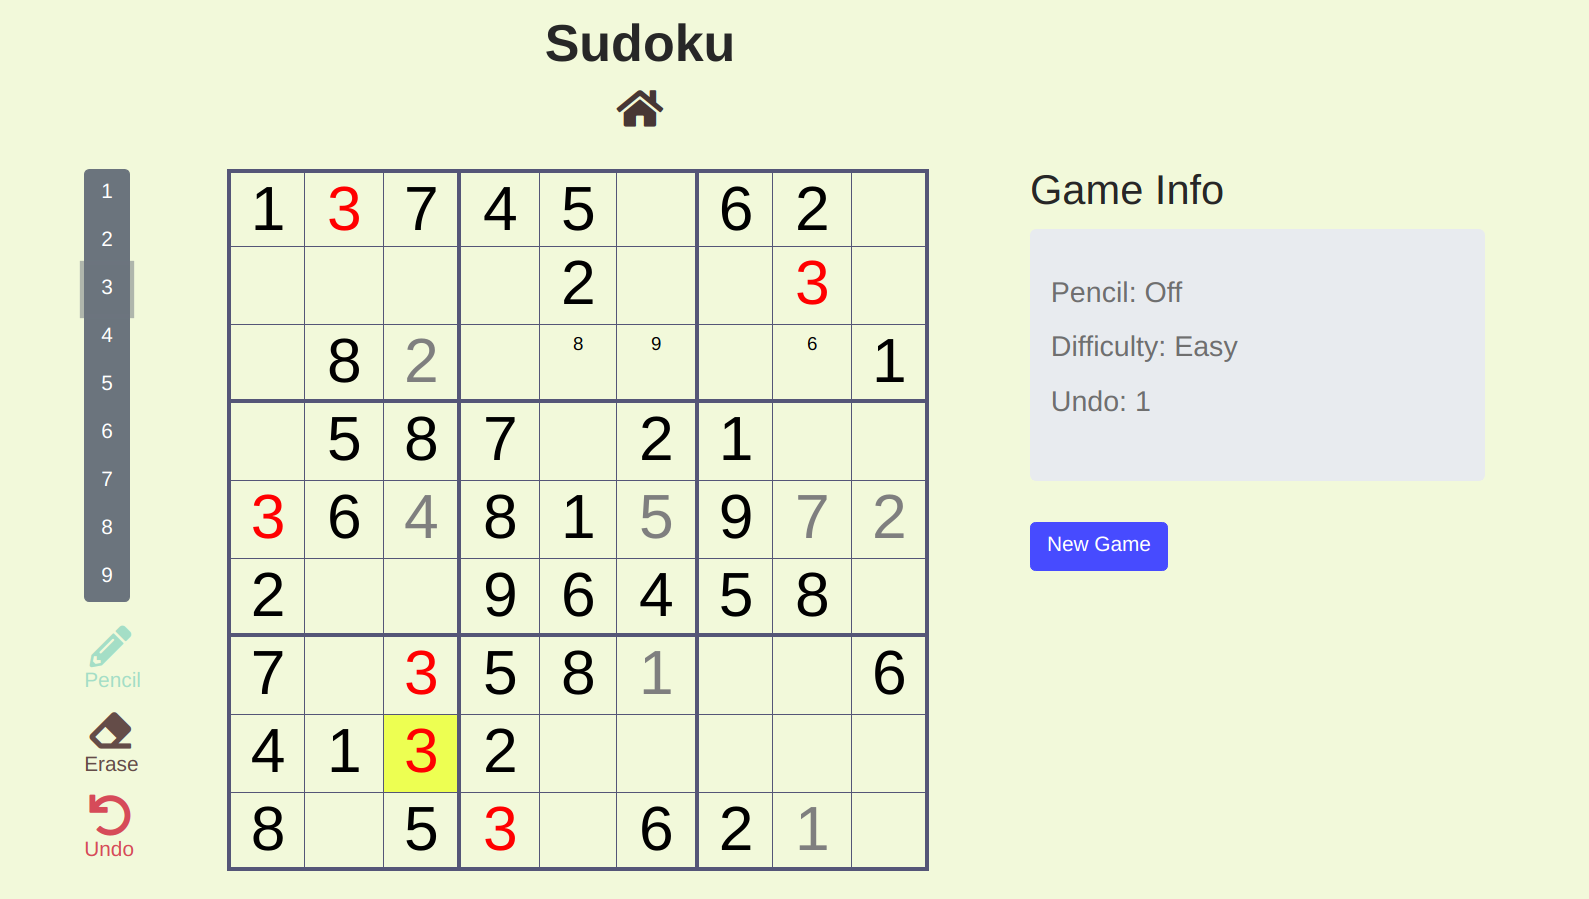 Sudoku
1
2
3
4
5
6
7
8
9
Pencil
Erase
Undo
1 3 7 4 5 6 2
2 3
8 2 8 9 6 1
5 8 7 2 1
3 6 4 8 1 5 9 7 2
2 9 6 4 5 8
7 3 5 8 1 6
4 1 3 2
8 5 3 6 2 1
Game Info
Pencil: Off
Difficulty: Easy
Undo: 1
New Game